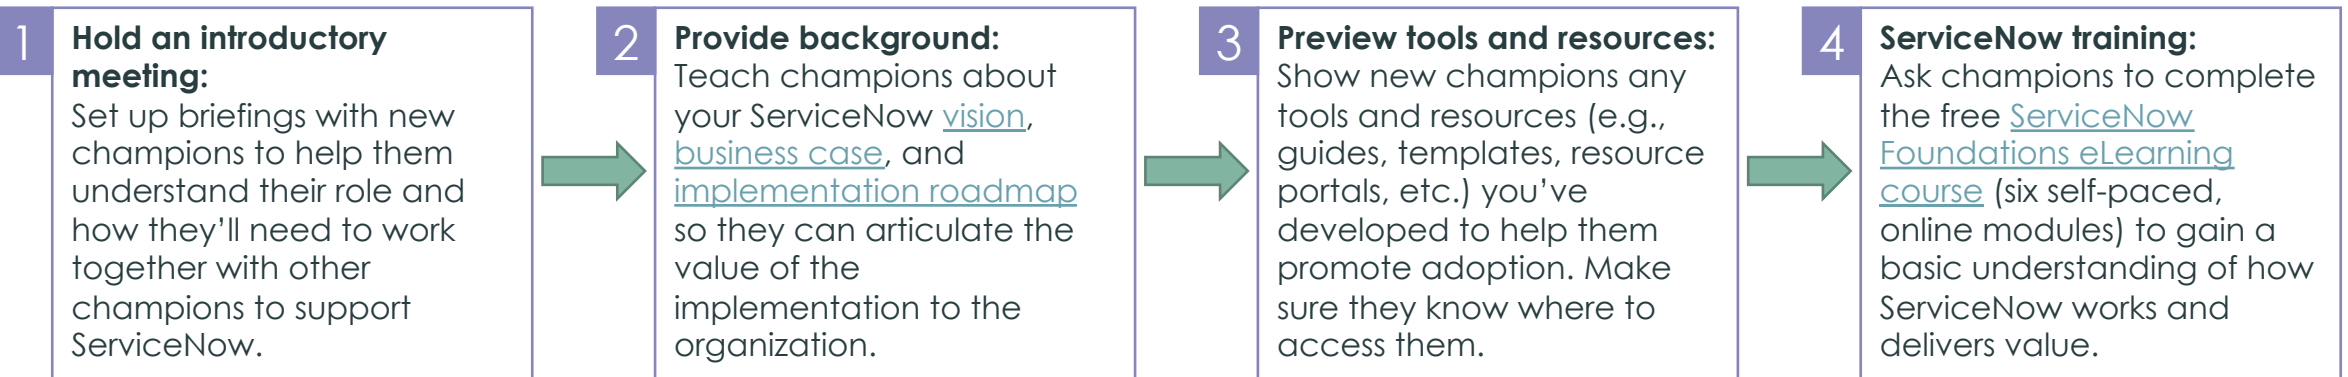 1
Hold an introductory
meeting:
Set up briefings with new
champions to help them
understand their role and
how they’ll need to work
together with other
champions to support
ServiceNow.
2
Provide background:
Teach champions about
your ServiceNow vision,
business case, and
implementation roadmap
so they can articulate the
value of the
implementation to the
organization.
3
Preview tools and resources:
Show new champions any
tools and resources (e.g.,
guides, templates, resource
portals, etc.) you’ve
developed to help them
promote adoption. Make
sure they know where to
access them.
4
ServiceNow training:
Ask champions to complete
the free ServiceNow
Foundations eLearning
course (six self-paced,
online modules) to gain a
basic understanding of how
ServiceNow works and
delivers value.